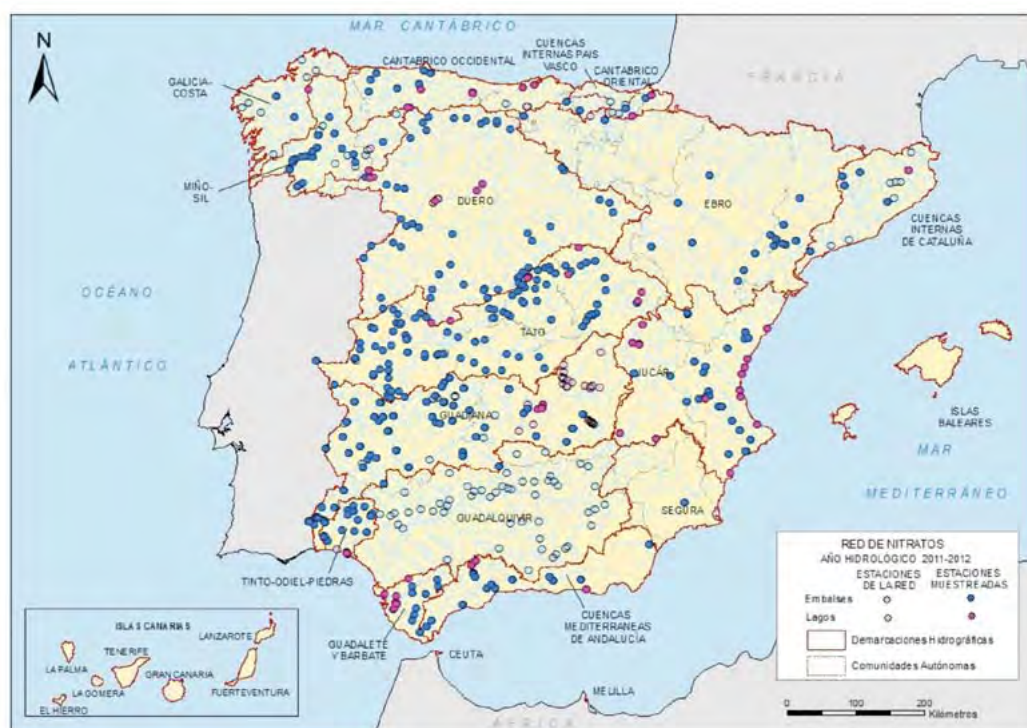 MAR CANTÁBRICO
N
CANTABRICO OCCIDENTAL
CUENCAS
INTERNAS PAIS
VASCO
CANTABRICO
ORIENTAL
FRANCIA
GALICIA-
COSTA
MIÑO-
SIL
DUERO
EBRO
CUENCAS
INTERNAS
DE CATALUÑA
OCÉANO
ATLÁNTICO
TAJO
JUCAR
GUADIANA
ISLAS
BALEARES
MAR
MEDITERRÁNEO
SEGURA
GUADALQUIVIR
TINTO-ODIEL-PIEDRAS
GUADALETE
Y BARBATE
CUENCAS
MEDITERRANEAS
DE ANDALUCÍA
CEUTA
MELILLA
ÁFRICA
ISLAS CANARIAS
LANZAROTE
LA PALMA
TENERIFE
GRAN CANARIA
LA GOMERA
EL HIERRO
FUERTEVENTURA
RED DE NITRATOS
AÑO HIDROLÓGICO 2011-2012
ESTACIONES
DE LA RED
ESTACIONES
MUESTREADAS
Embalses
Lagos
Demarcaciones Hidrográficas
Comunidades Autónomas
0 100 200
Kilómetros